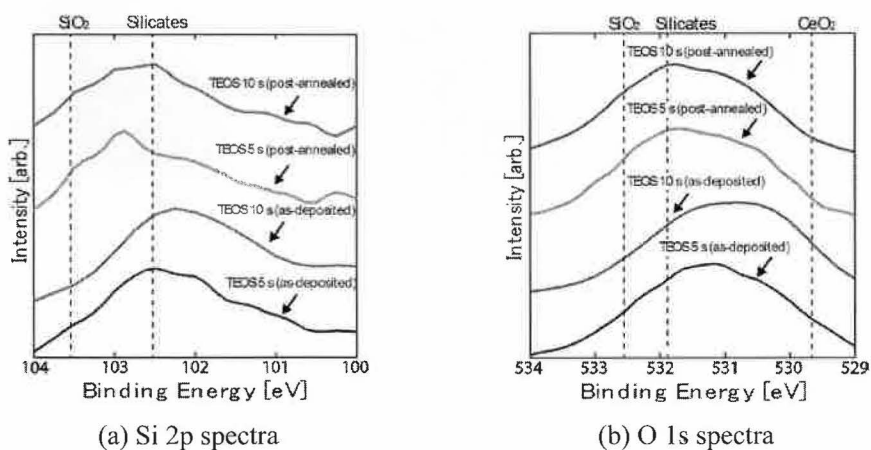 SiO₂ Silicates
TEOS 10 s (post-annealed)
TEOS 5 s (post-annealed)
TEOS 10 s (as-deposited)
TEOS 5 s (as-deposited)
Intensity [arb.]
104 103 102 101 100
Binding Energy [eV]
(a) Si 2p spectra
SiO₂ Silicates CeO₂
TEOS 10 s (post-annealed)
TEOS 5 s (post-annealed)
TEOS 10 s (as-deposited)
TEOS 5 s (as-deposited)
Intensity [arb.]
534 533 532 531 530 529
Binding Energy [eV]
(b) O 1s spectra